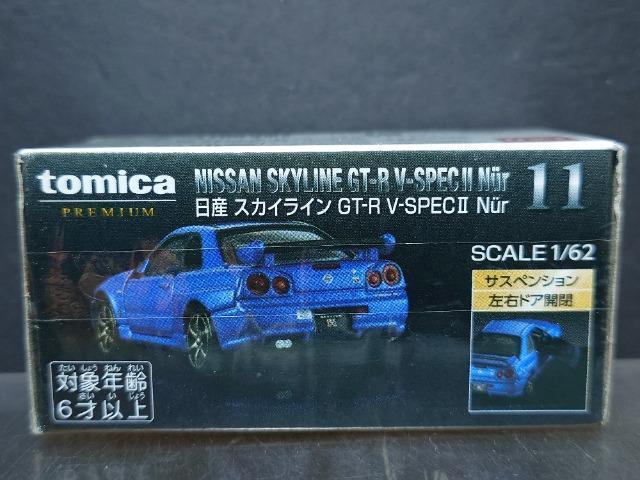 tomica
PREMIUM
NISSAN SKYLINE GT-R V-SPEC II Nür
日産 スカイライン GT-R V-SPECⅡ Nür
11
SCALE 1/62
サスペンション
左右ドア開閉
たい しょう ねん れい
対象年齢
さい い じょう
6才以上